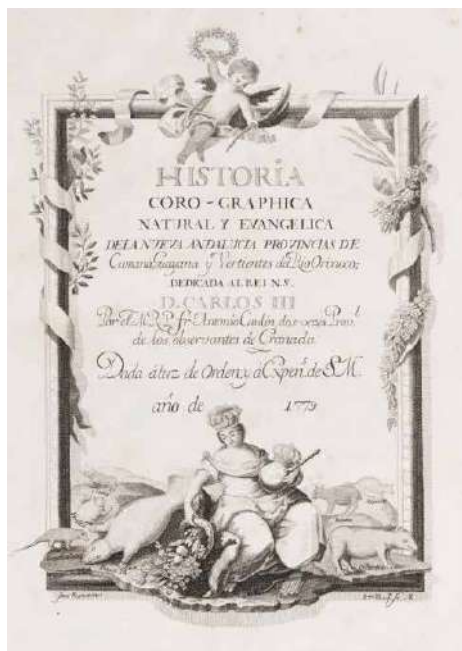 HISTORIA
CORO-GRAPHICA
NATURAL Y EVANGELICA
DE LA NUEVA ANDALUCIA PROVINCIAS DE
Cumana, Guayana y Vertientes del Rio Orinoco;
DEDICADA AL REI N.S.
D. CARLOS III
Por el M.R.P. fr. Antonio Caulin, dos vezes Prov.l
de los observantes de Granada.
Dada á luz de Orden, y á Expen.s de S.M.
año de 1779